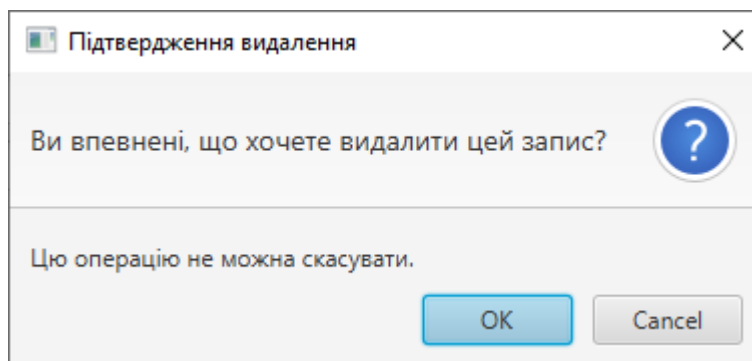 Підтвердження видалення
Ви впевнені, що хочете видалити цей запис?
?
Цю операцію не можна скасувати.
OK
Cancel